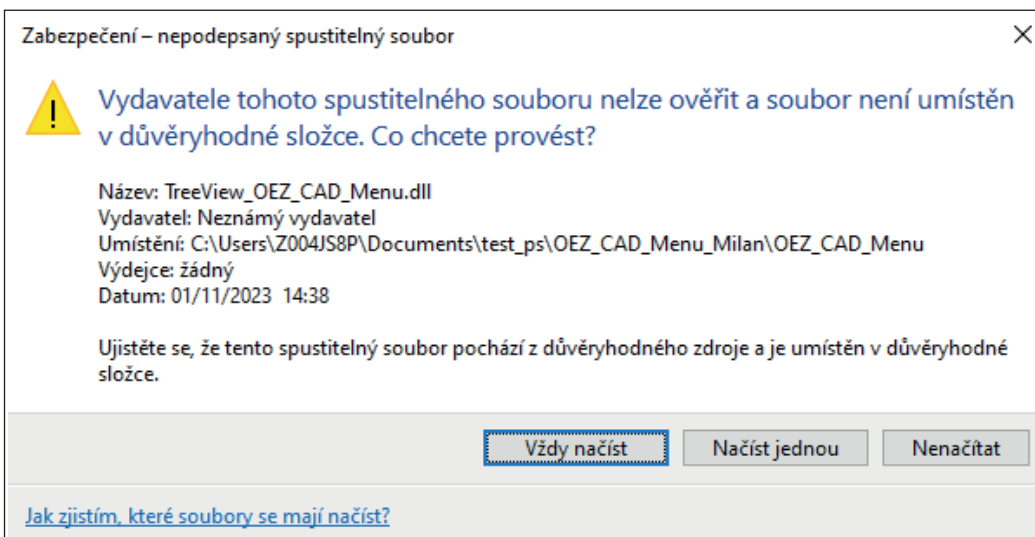 Zabezpečení – nepodepsaný spustitelný soubor
Vydavatele tohoto spustitelného souboru nelze ověřit a soubor není umístěn
v důvěryhodné složce. Co chcete provést?
Název: TreeView_OEZ_CAD_Menu.dll
Vydavatel: Neznámý vydavatel
Umístění: C:\Users\Z004JS8P\Documents\test_ps\OEZ_CAD_Menu_Milan\OEZ_CAD_Menu
Výdejce: žádný
Datum: 01/11/2023 14:38
Ujistěte se, že tento spustitelný soubor pochází z důvěryhodného zdroje a je umístěn v důvěryhodné
složce.
Vždy načíst Načíst jednou Nenačítat
Jak zjistím, které soubory se mají načíst?